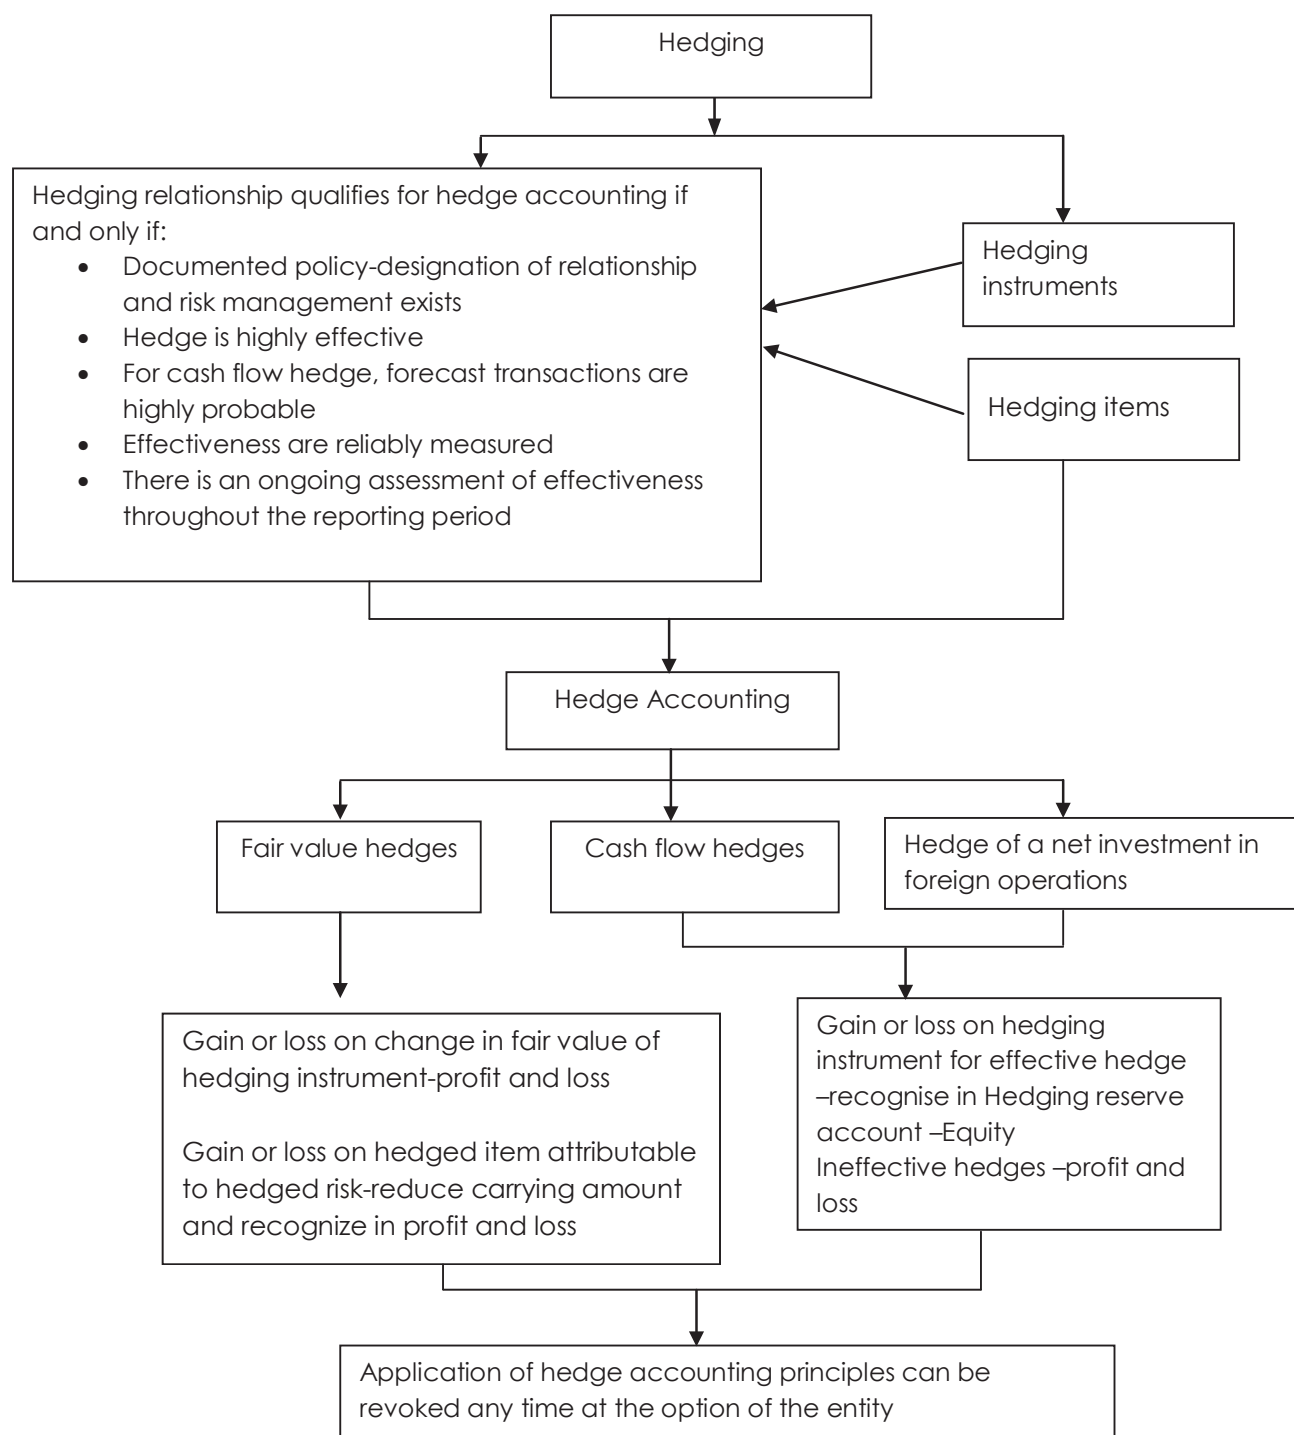 Hedging
Hedging relationship qualifies for hedge accounting if
and only if:
• Documented policy-designation of relationship
and risk management exists
• Hedge is highly effective
• For cash flow hedge, forecast transactions are
highly probable
• Effectiveness are reliably measured
• There is an ongoing assessment of effectiveness
throughout the reporting period
Hedging
instruments
Hedging items
Hedge Accounting
Fair value hedges
Cash flow hedges
Hedge of a net investment in
foreign operations
Gain or loss on change in fair value of
hedging instrument-profit and loss
Gain or loss on hedged item attributable
to hedged risk-reduce carrying amount
and recognize in profit and loss
Gain or loss on hedging
instrument for effective hedge
–recognise in Hedging reserve
account –Equity
Ineffective hedges –profit and
loss
Application of hedge accounting principles can be
revoked any time at the option of the entity